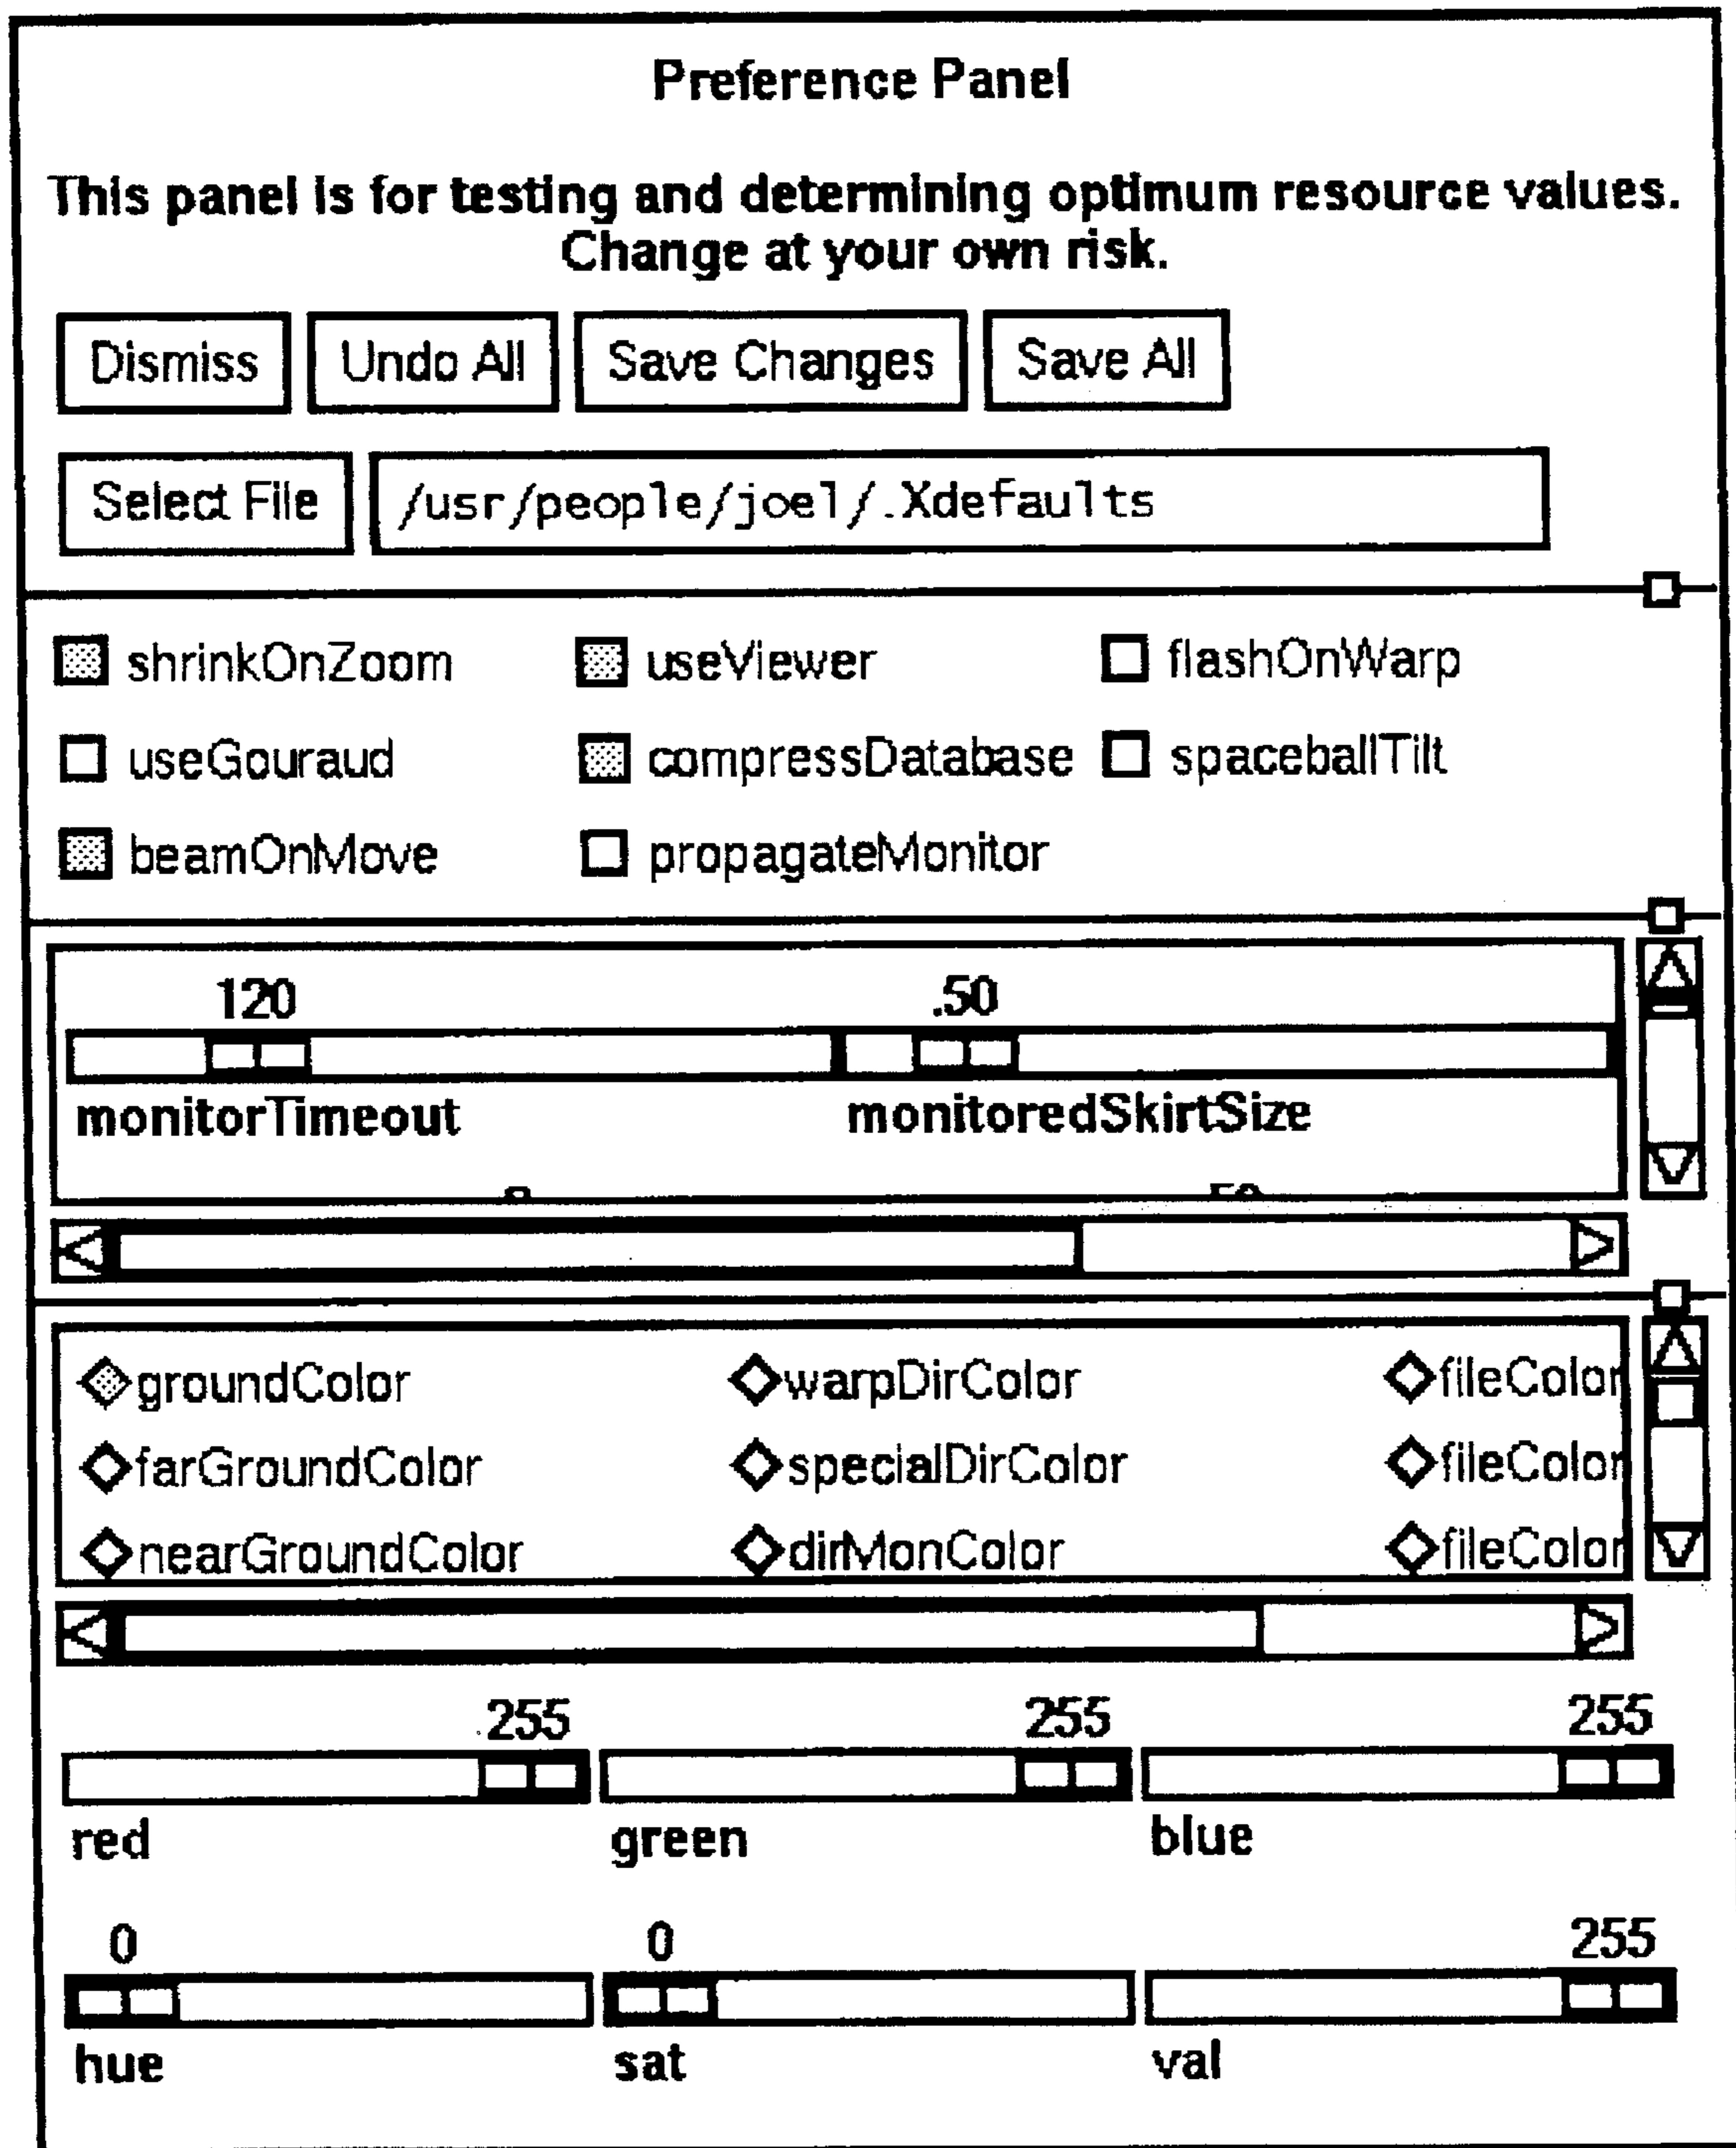 Preference Panel
This panel is for testing and determining optimum resource values.
Change at your own risk.
Dismiss Undo All Save Changes Save All
Select File /usr/people/joel/.Xdefaults
shrinkOnZoom useViewer flashOnWarp
useGouraud compressDatabase spaceballTilt
beamOnMove propagateMonitor
120 .50
monitorTimeout monitoredSkirtSize
groundColor warpDirColor fileColor
farGroundColor specialDirColor fileColor
nearGroundColor dirMonColor fileColor
255 255 255
red green blue
0 0 255
hue sat val